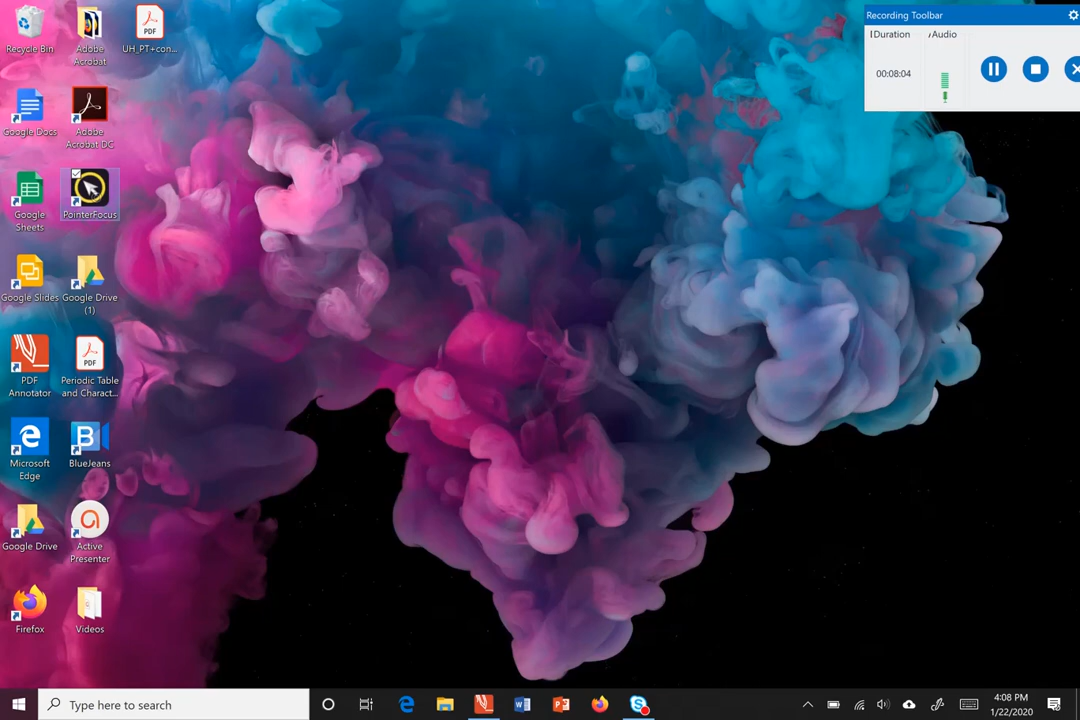 Recycle Bin
Adobe
Acrobat
UH_PT+con...
Google Docs
Adobe
Acrobat DC
Google
Sheets
PointerFocus
Google Slides
Google Drive
(1)
PDF
Annotator
Periodic Table
and Charact...
Microsoft
Edge
BlueJeans
Google Drive
Active
Presenter
Firefox
Videos
Recording Toolbar
Duration
Audio
00:08:04
Type here to search
4:08 PM
1/22/2020